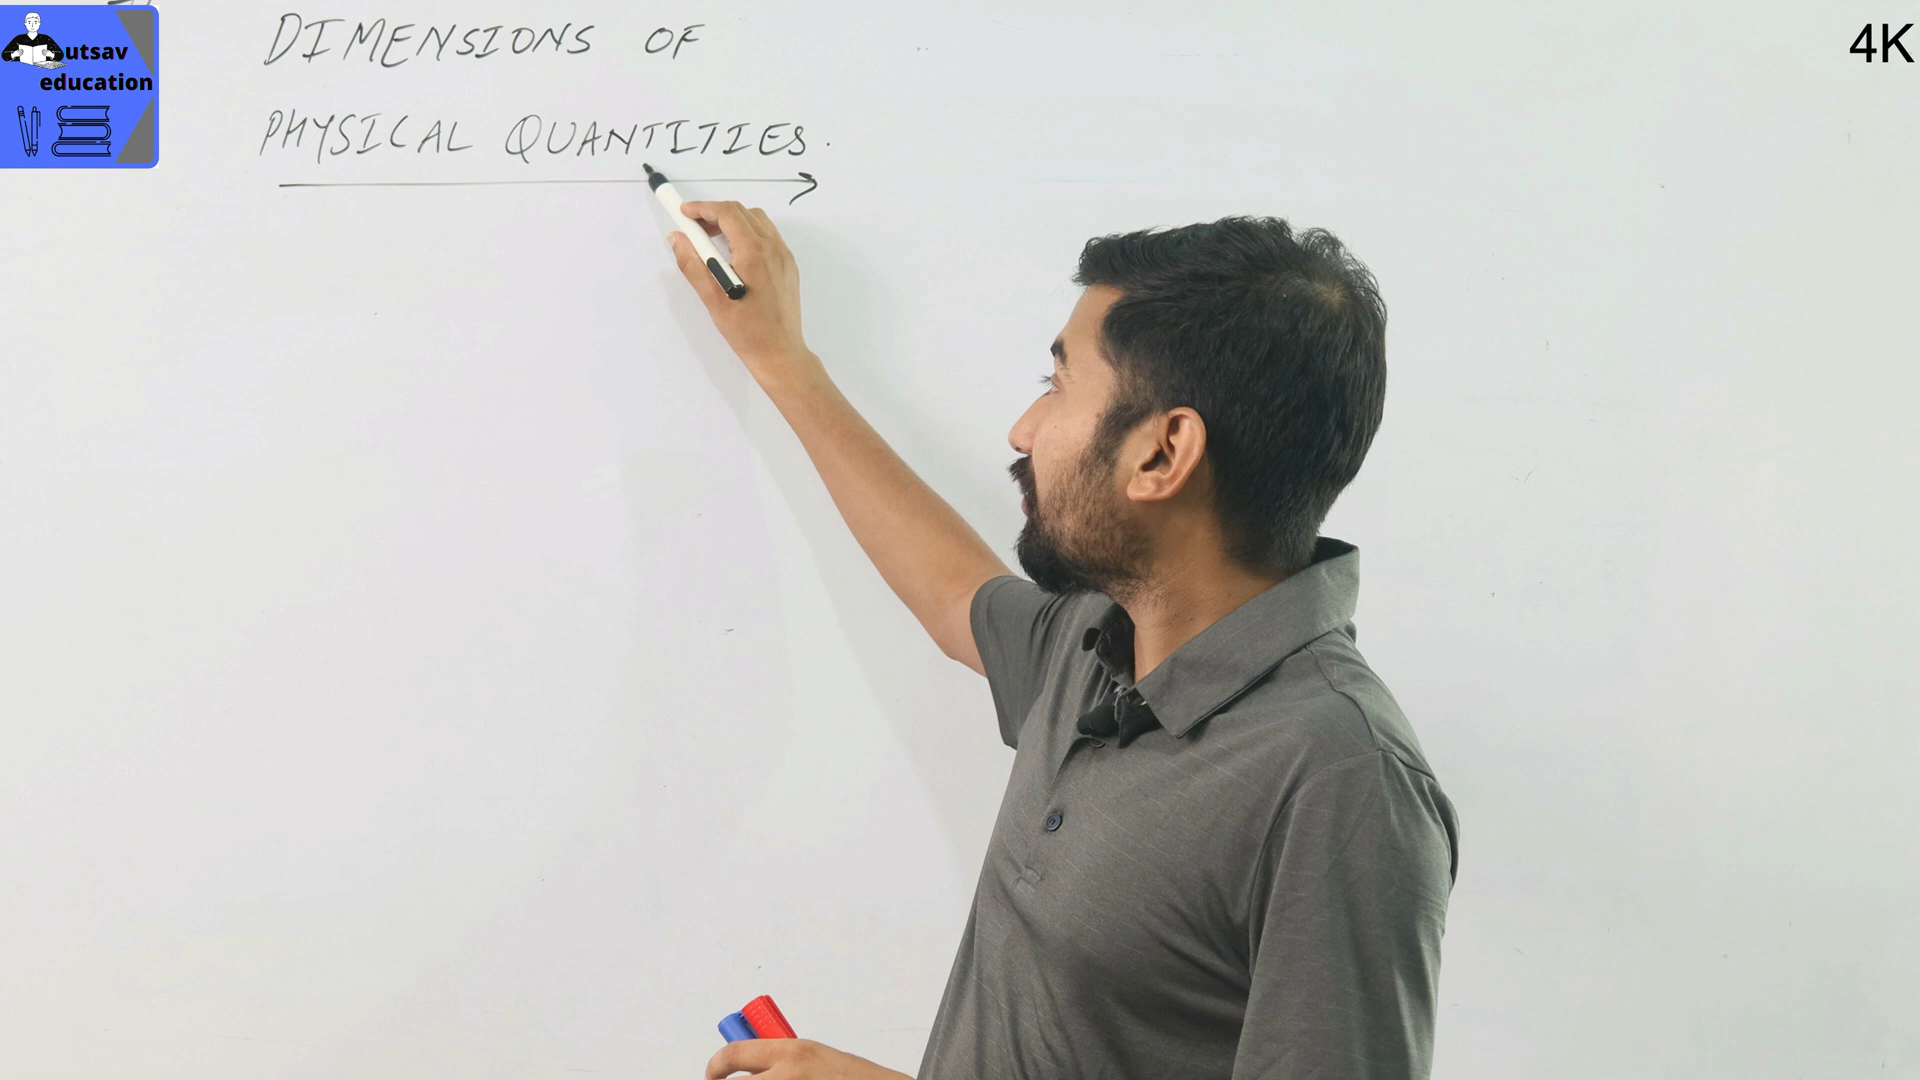 utsav
education
4K
DIMENSIONS OF
PHYSICAL QUANTITIES.